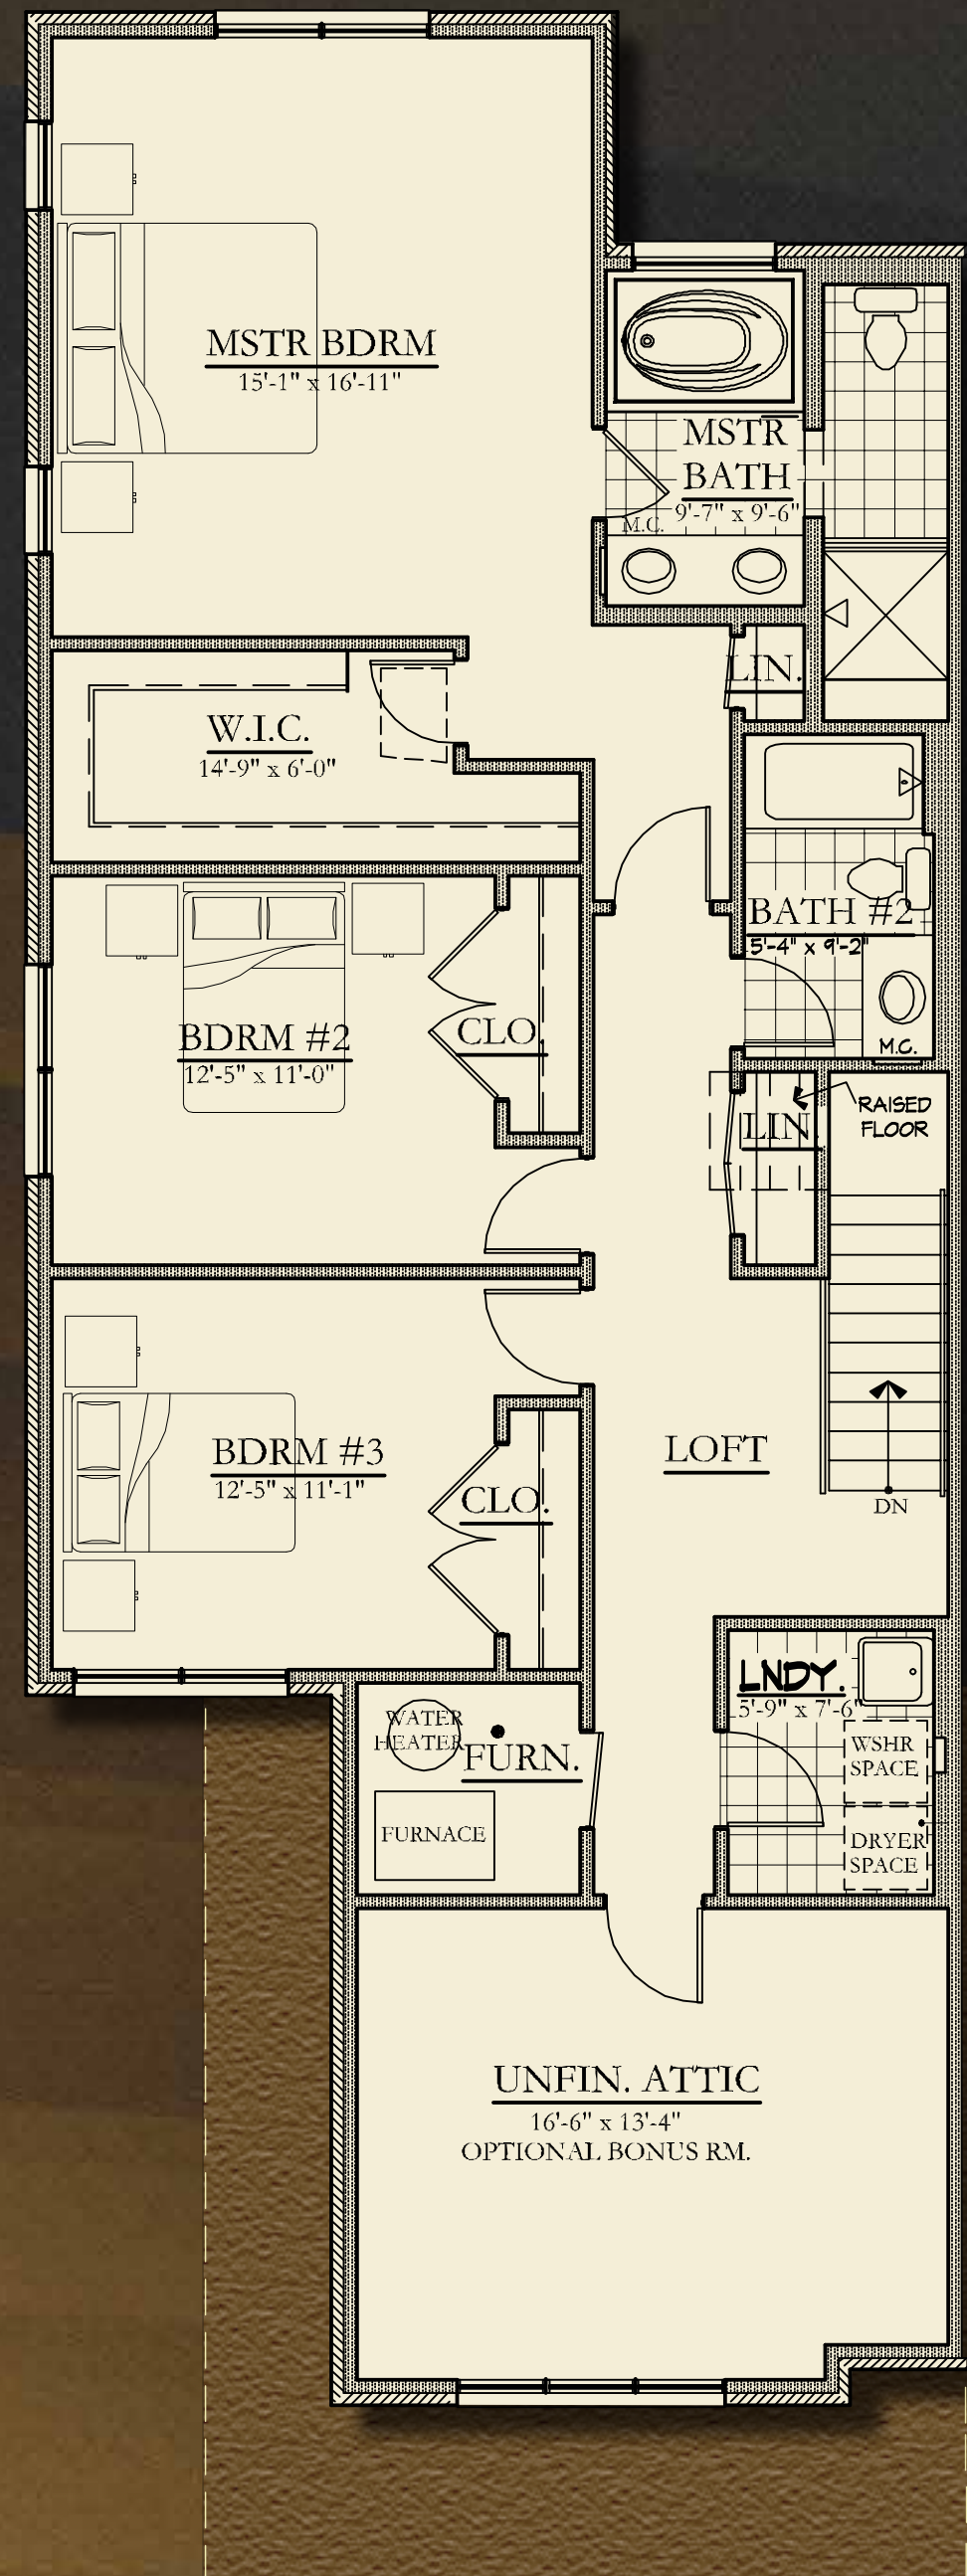 MSTR BDRM
15'-1" x 16'-11"
MSTR
BATH
9'-7" x 9'-6"
M.C.
LIN.
W.I.C.
14'-9" x 6'-0"
BATH #2
5'-4" x 9'-2"
M.C.
BDRM #2
12'-5" x 11'-0"
CLO.
RAISED
FLOOR
LIN.
BDRM #3
12'-5" x 11'-1"
CLO.
LOFT
DN
LNDY.
5'-9" x 7'-6"
WSHR
SPACE
DRYER
SPACE
WATER
HEATER
FURN.
FURNACE
UNFIN. ATTIC
16'-6" x 13'-4"
OPTIONAL BONUS RM.